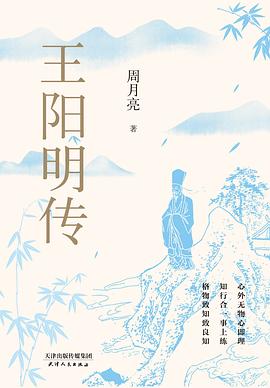 王阳明传
周月亮 著
心外无物心即理
知行合一事上练
格物致知致良知
天津出版传媒集团
天津人民出版社